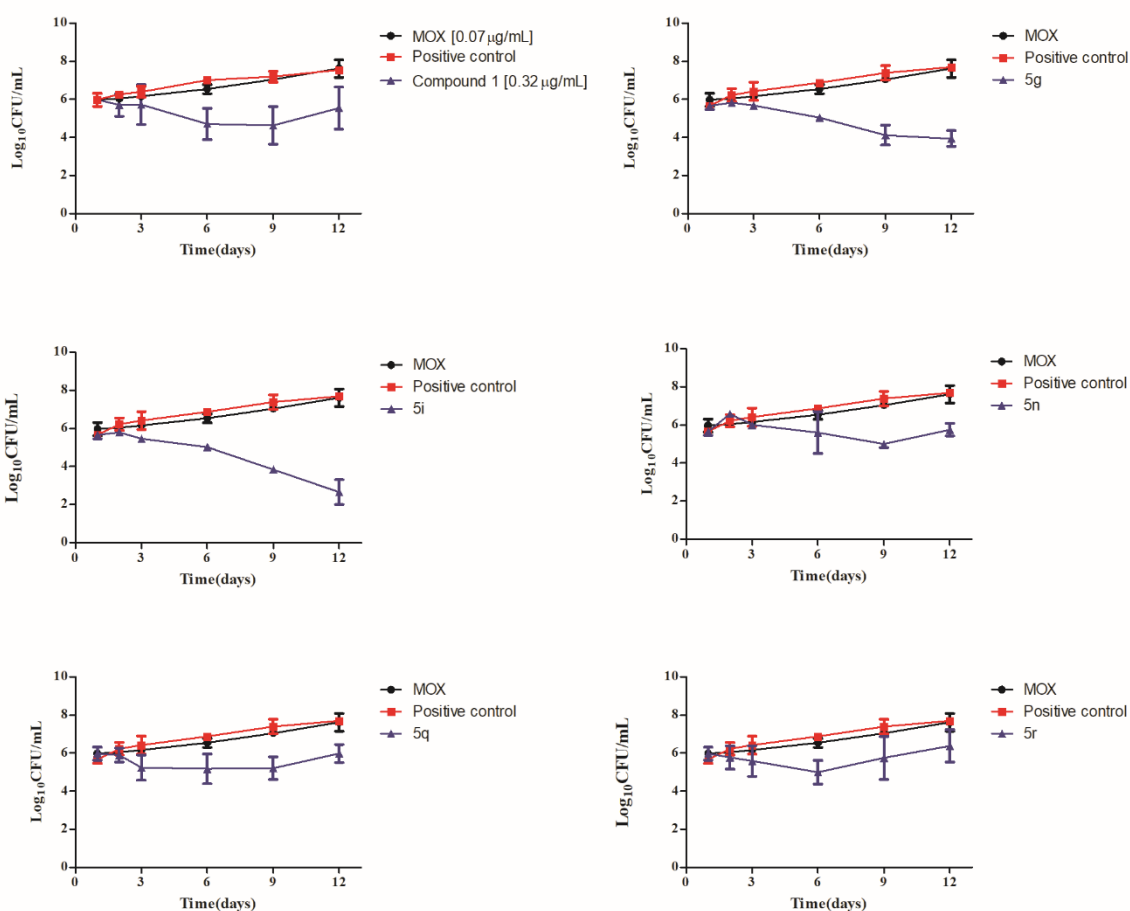 10
8
6
4
2
0
Log10CFU/mL
0
3
6
9
12
Time(days)
MOX [0.07 µg/mL]
Positive control
Compound 1 [0.32 µg/mL]
10
8
6
4
2
0
Log10CFU/mL
0
3
6
9
12
Time(days)
MOX
Positive control
5g
10
8
6
4
2
0
Log10CFU/mL
0
3
6
9
12
Time(days)
MOX
Positive control
5i
10
8
6
4
2
0
Log10CFU/mL
0
3
6
9
12
Time(days)
MOX
Positive control
5n
10
8
6
4
2
0
Log10CFU/mL
0
3
6
9
12
Time(days)
MOX
Positive control
5q
10
8
6
4
2
0
Log10CFU/mL
0
3
6
9
12
Time(days)
MOX
Positive control
5r